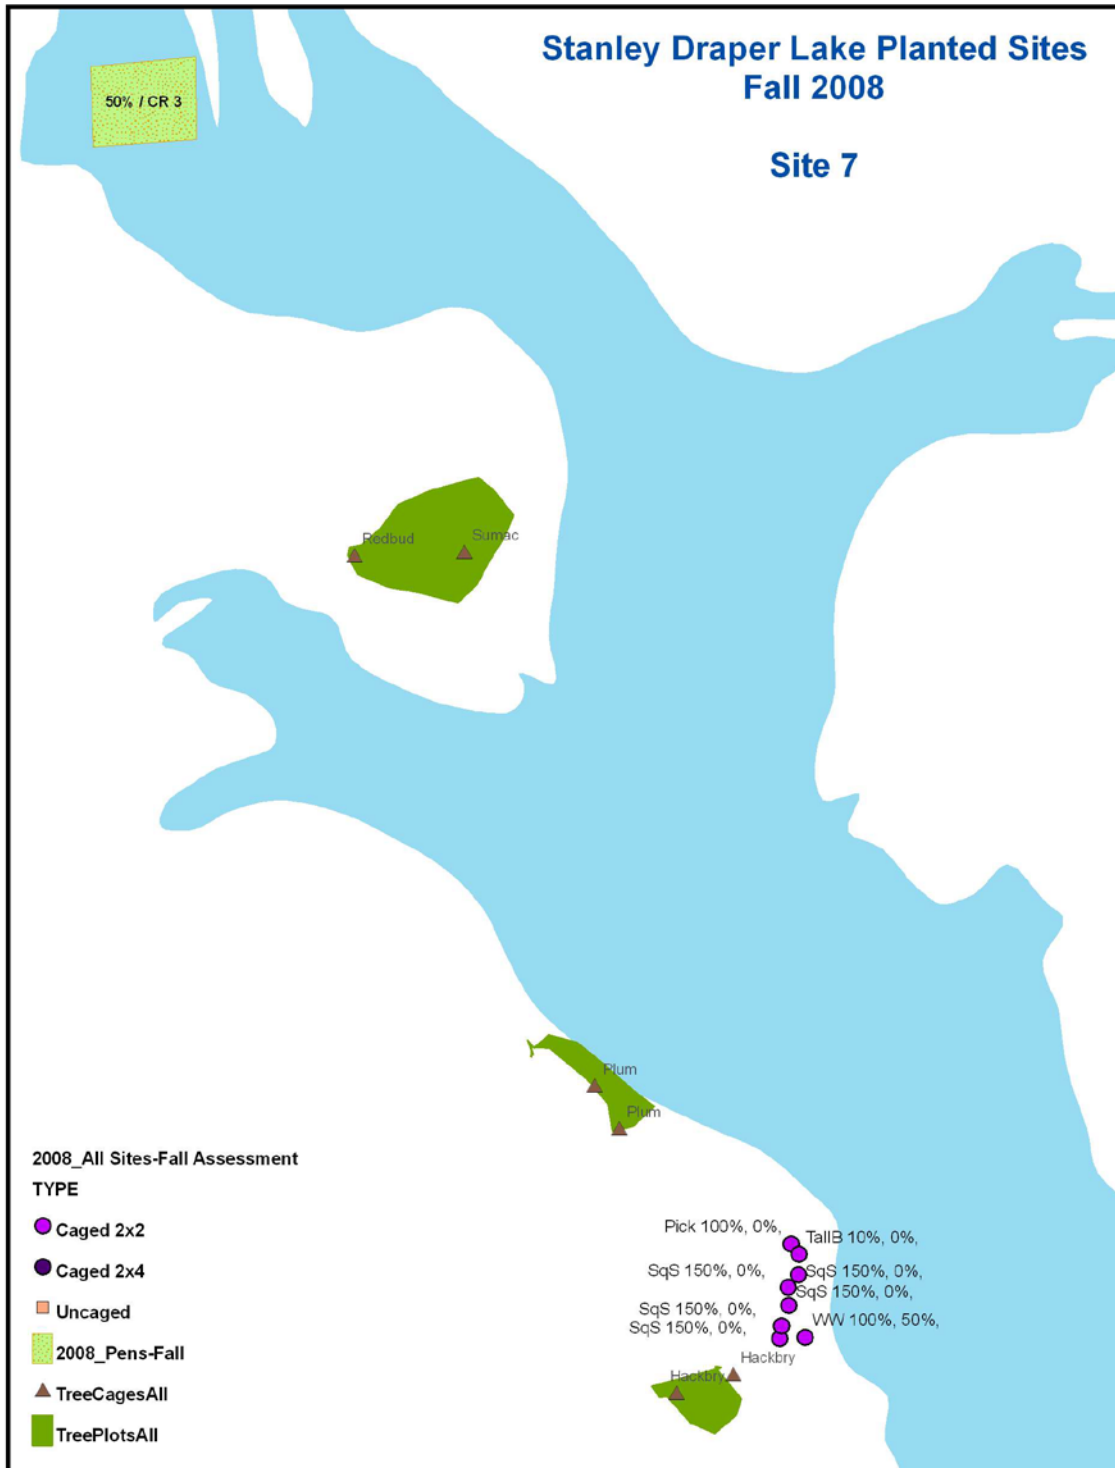 Stanley Draper Lake Planted Sites
Fall 2008
Site 7
50% / CR 3
Redbud
Sumac
Plum
Plum
Pick 100%, 0%,
TallB 10%, 0%,
SqS 150%, 0%,
SqS 150%, 0%,
SqS 150%, 0%,
SqS 150%, 0%,
SqS 150%, 0%,
WW 100%, 50%,
Hackbry
Hackbry
2008_All Sites-Fall Assessment
TYPE
Caged 2x2
Caged 2x4
Uncaged
2008_Pens-Fall
TreeCagesAll
TreePlotsAll